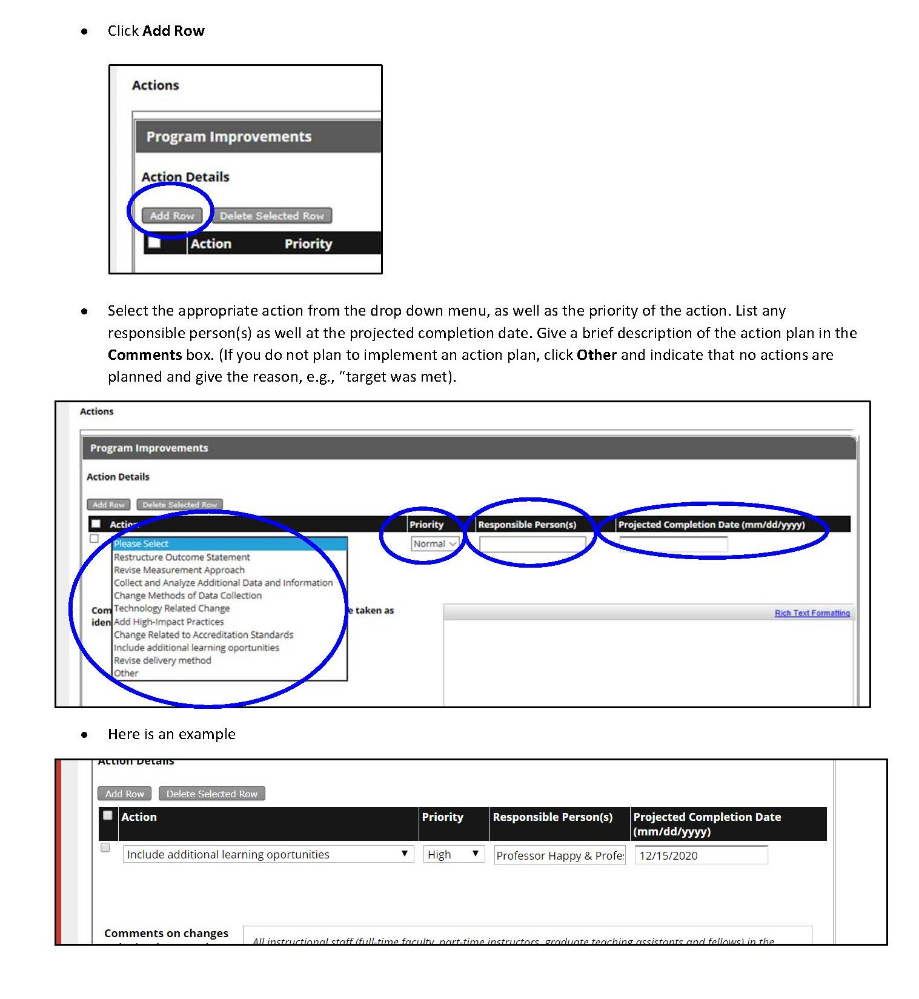 • Click Add Row
Actions
Program Improvements
Action Details
Add Row Delete Selected Row
Action Priority
• Select the appropriate action from the drop down menu, as well as the priority of the action. List any
responsible person(s) as well at the projected completion date. Give a brief description of the action plan in the
Comments box. (If you do not plan to implement an action plan, click Other and indicate that no actions are
planned and give the reason, e.g., “target was met).
Actions
Program Improvements
Action Details
Add Row Delete Selected Row
Action Priority Responsible Person(s) Projected Completion Date (mm/dd/yyyy)
Please Select Normal
Restructure Outcome Statement
Revise Measurement Approach
Collect and Analyze Additional Data and Information
Change Methods of Data Collection
Com Technology Related Change e taken as Rich Text Formatting
iden Add High-Impact Practices
Change Related to Accreditation Standards
Include additional learning oportunities
Revise delivery method
Other
• Here is an example
Action Details
Add Row Delete Selected Row
Action Priority Responsible Person(s) Projected Completion Date
(mm/dd/yyyy)
Include additional learning oportunities High Professor Happy & Profe 12/15/2020
Comments on changes
All instructional staff (full-time faculty, part-time instructors, graduate teaching assistants and fellows) in the